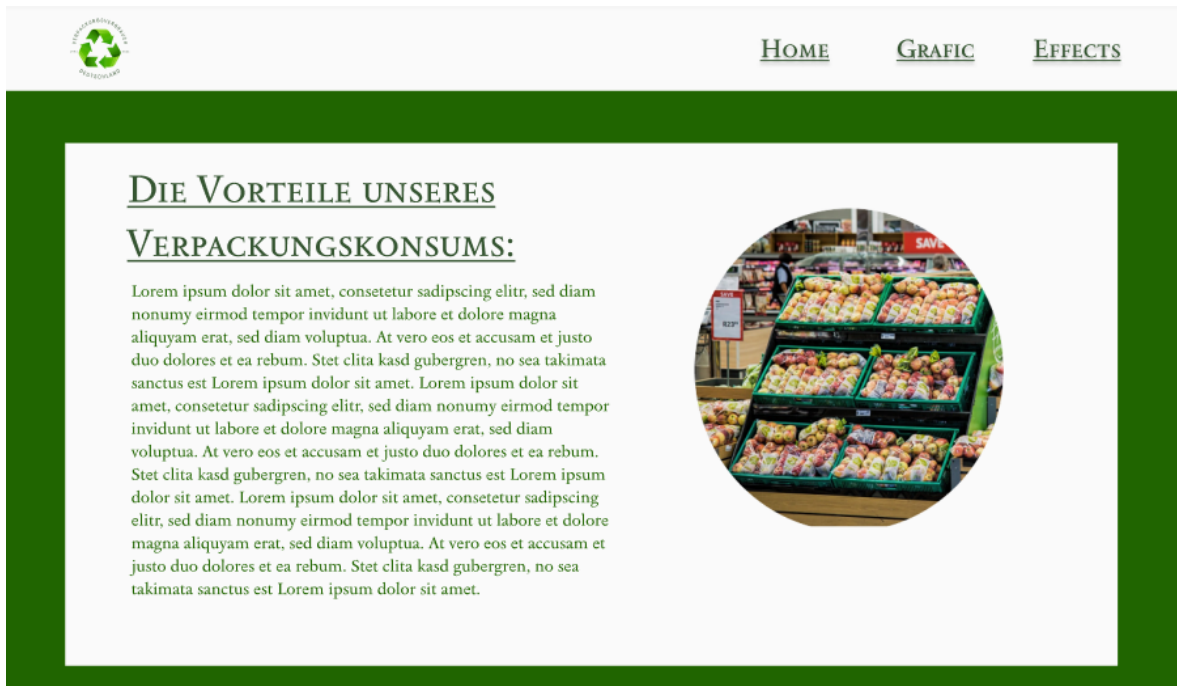 VERPACKUNGSVERBRAUCH
DEUTSCHLAND
Home
Grafic
Effects
Die Vorteile unseres
Verpackungskonsums:
Lorem ipsum dolor sit amet, consetetur sadipscing elitr, sed diam
nonumy eirmod tempor invidunt ut labore et dolore magna
aliquyam erat, sed diam voluptua. At vero eos et accusam et justo
duo dolores et ea rebum. Stet clita kasd gubergren, no sea takimata
sanctus est Lorem ipsum dolor sit amet. Lorem ipsum dolor sit
amet, consetetur sadipscing elitr, sed diam nonumy eirmod tempor
invidunt ut labore et dolore magna aliquyam erat, sed diam
voluptua. At vero eos et accusam et justo duo dolores et ea rebum.
Stet clita kasd gubergren, no sea takimata sanctus est Lorem ipsum
dolor sit amet. Lorem ipsum dolor sit amet, consetetur sadipscing
elitr, sed diam nonumy eirmod tempor invidunt ut labore et dolore
magna aliquyam erat, sed diam voluptua. At vero eos et accusam et
justo duo dolores et ea rebum. Stet clita kasd gubergren, no sea
takimata sanctus est Lorem ipsum dolor sit amet.
SAVE
SAVE